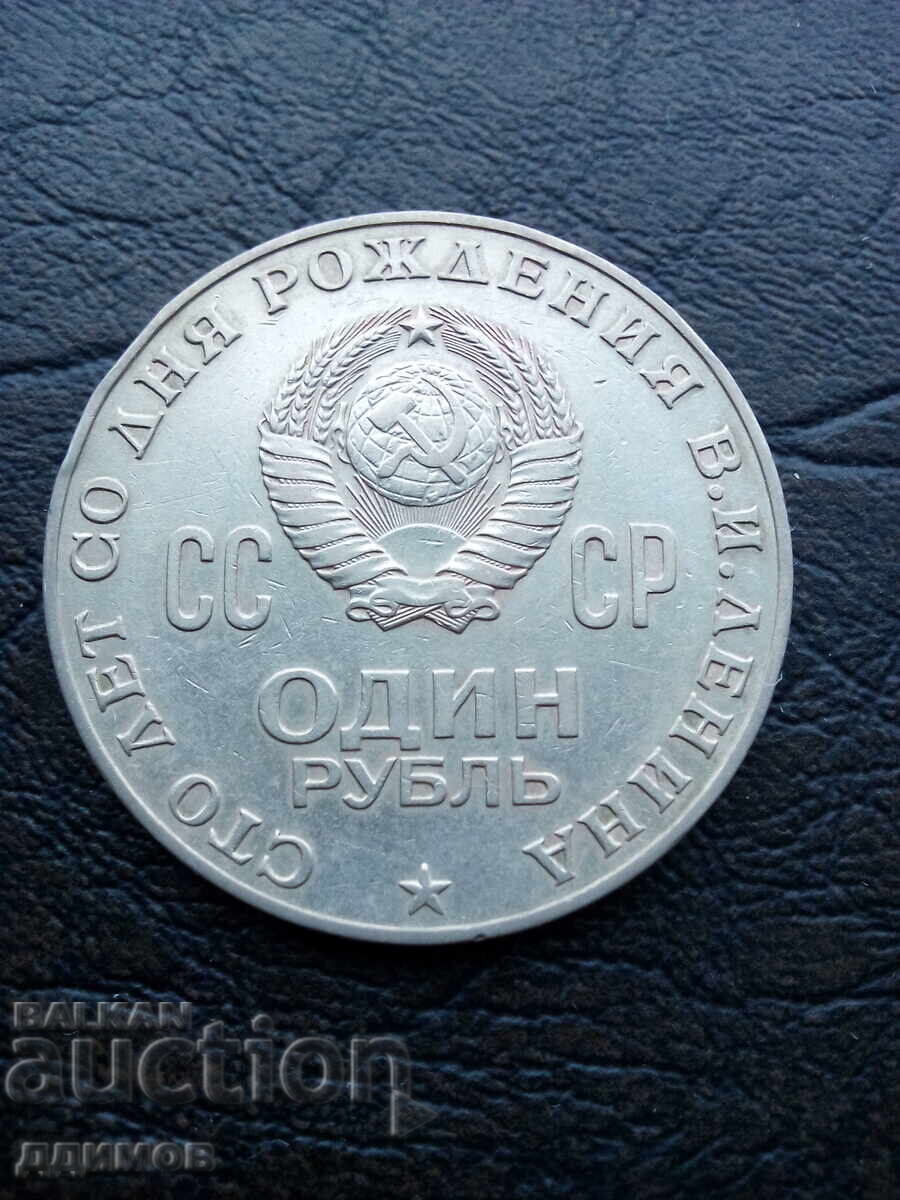 СТО ЛЕТ СО ДНЯ РОЖДЕНИЯ В.И.ЛЕНИНА
СС СР
ОДИН
РУБЛЬ
BALKAN
auction
ДДИМОВ